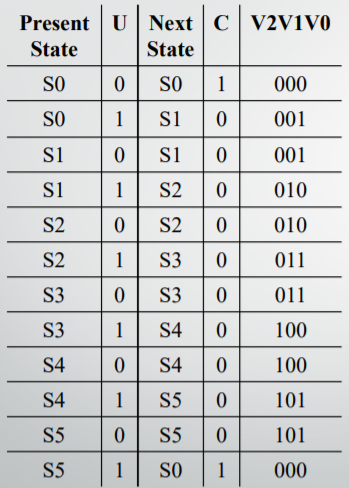 Present State U Next State C V2V1V0
S0 0 S0 1 000
S0 1 S1 0 001
S1 0 S1 0 001
S1 1 S2 0 010
S2 0 S2 0 010
S2 1 S3 0 011
S3 0 S3 0 011
S3 1 S4 0 100
S4 0 S4 0 100
S4 1 S5 0 101
S5 0 S5 0 101
S5 1 S0 1 000